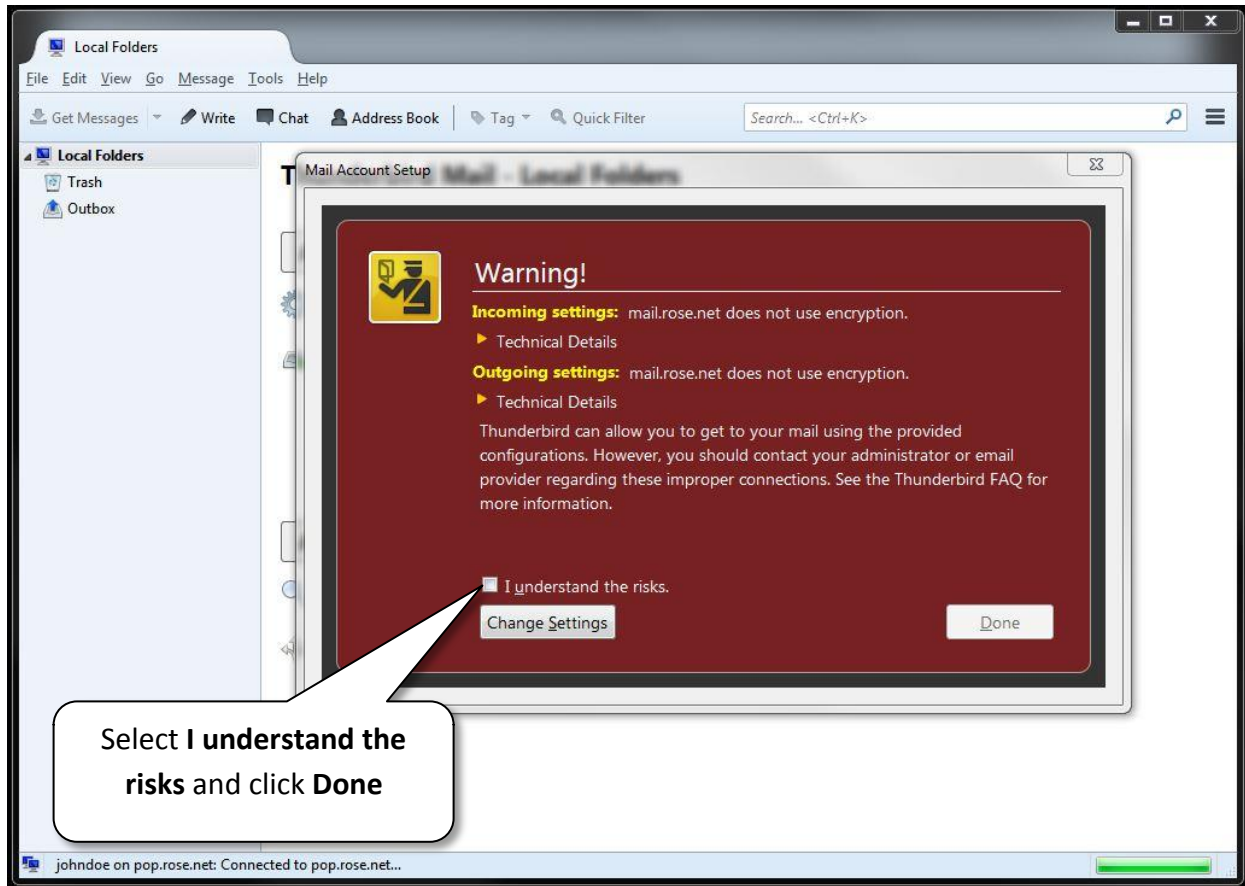 Local Folders
File Edit View Go Message Tools Help
Get Messages Write Chat Address Book Tag Quick Filter Search... <Ctrl+K>
Local Folders
Trash
Outbox
Mail Account Setup
Mail - Local Folders
Warning!
Incoming settings: mail.rose.net does not use encryption.
Technical Details
Outgoing settings: mail.rose.net does not use encryption.
Technical Details
Thunderbird can allow you to get to your mail using the provided
configurations. However, you should contact your administrator or email
provider regarding these improper connections. See the Thunderbird FAQ for
more information.
I understand the risks.
Change Settings Done
Select I understand the
risks and click Done
johndoe on pop.rose.net: Connected to pop.rose.net...